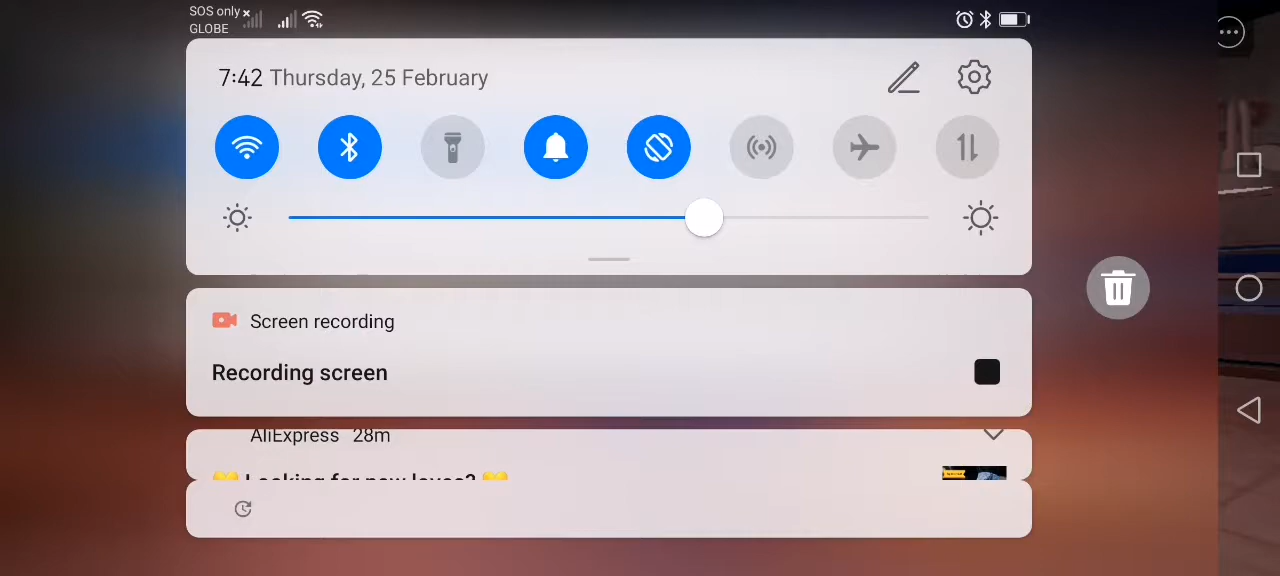 SOS only
GLOBE
7:42 Thursday, 25 February
Screen recording
Recording screen
AliExpress 28m
💛 Looking for new loves? 💛